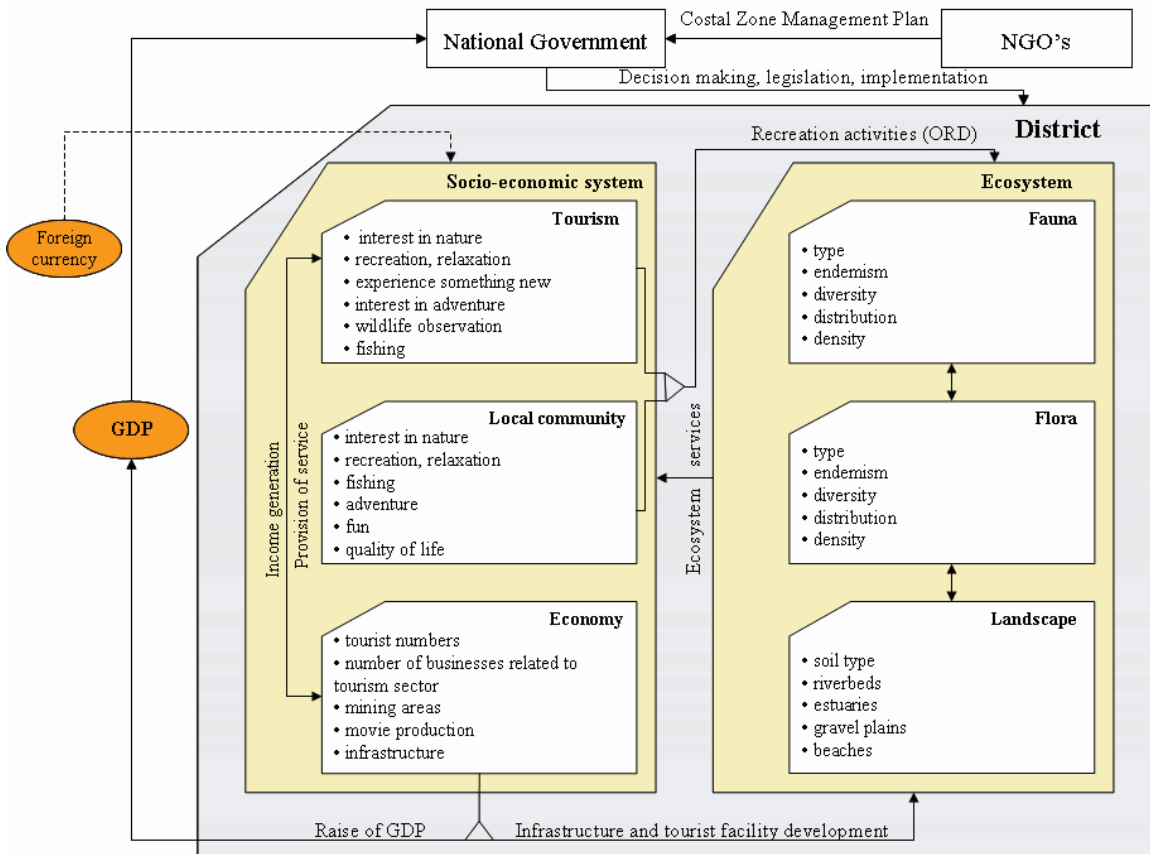 Costal Zone Management Plan
National Government
NGO's
Decision making, legislation, implementation
District
Recreation activities (ORD)
Socio-economic system
Ecosystem
Tourism
• interest in nature
• recreation, relaxation
• experience something new
• interest in adventure
• wildlife observation
• fishing
Fauna
• type
• endemism
• diversity
• distribution
• density
Foreign
currency
GDP
Local community
• interest in nature
• recreation, relaxation
• fishing
• adventure
• fun
• quality of life
Flora
• type
• endemism
• diversity
• distribution
• density
Income generation
Provision of service
Ecosystem services
Economy
• tourist numbers
• number of businesses related to
tourism sector
• mining areas
• movie production
• infrastructure
Landscape
• soil type
• riverbeds
• estuaries
• gravel plains
• beaches
Raise of GDP
Infrastructure and tourist facility development